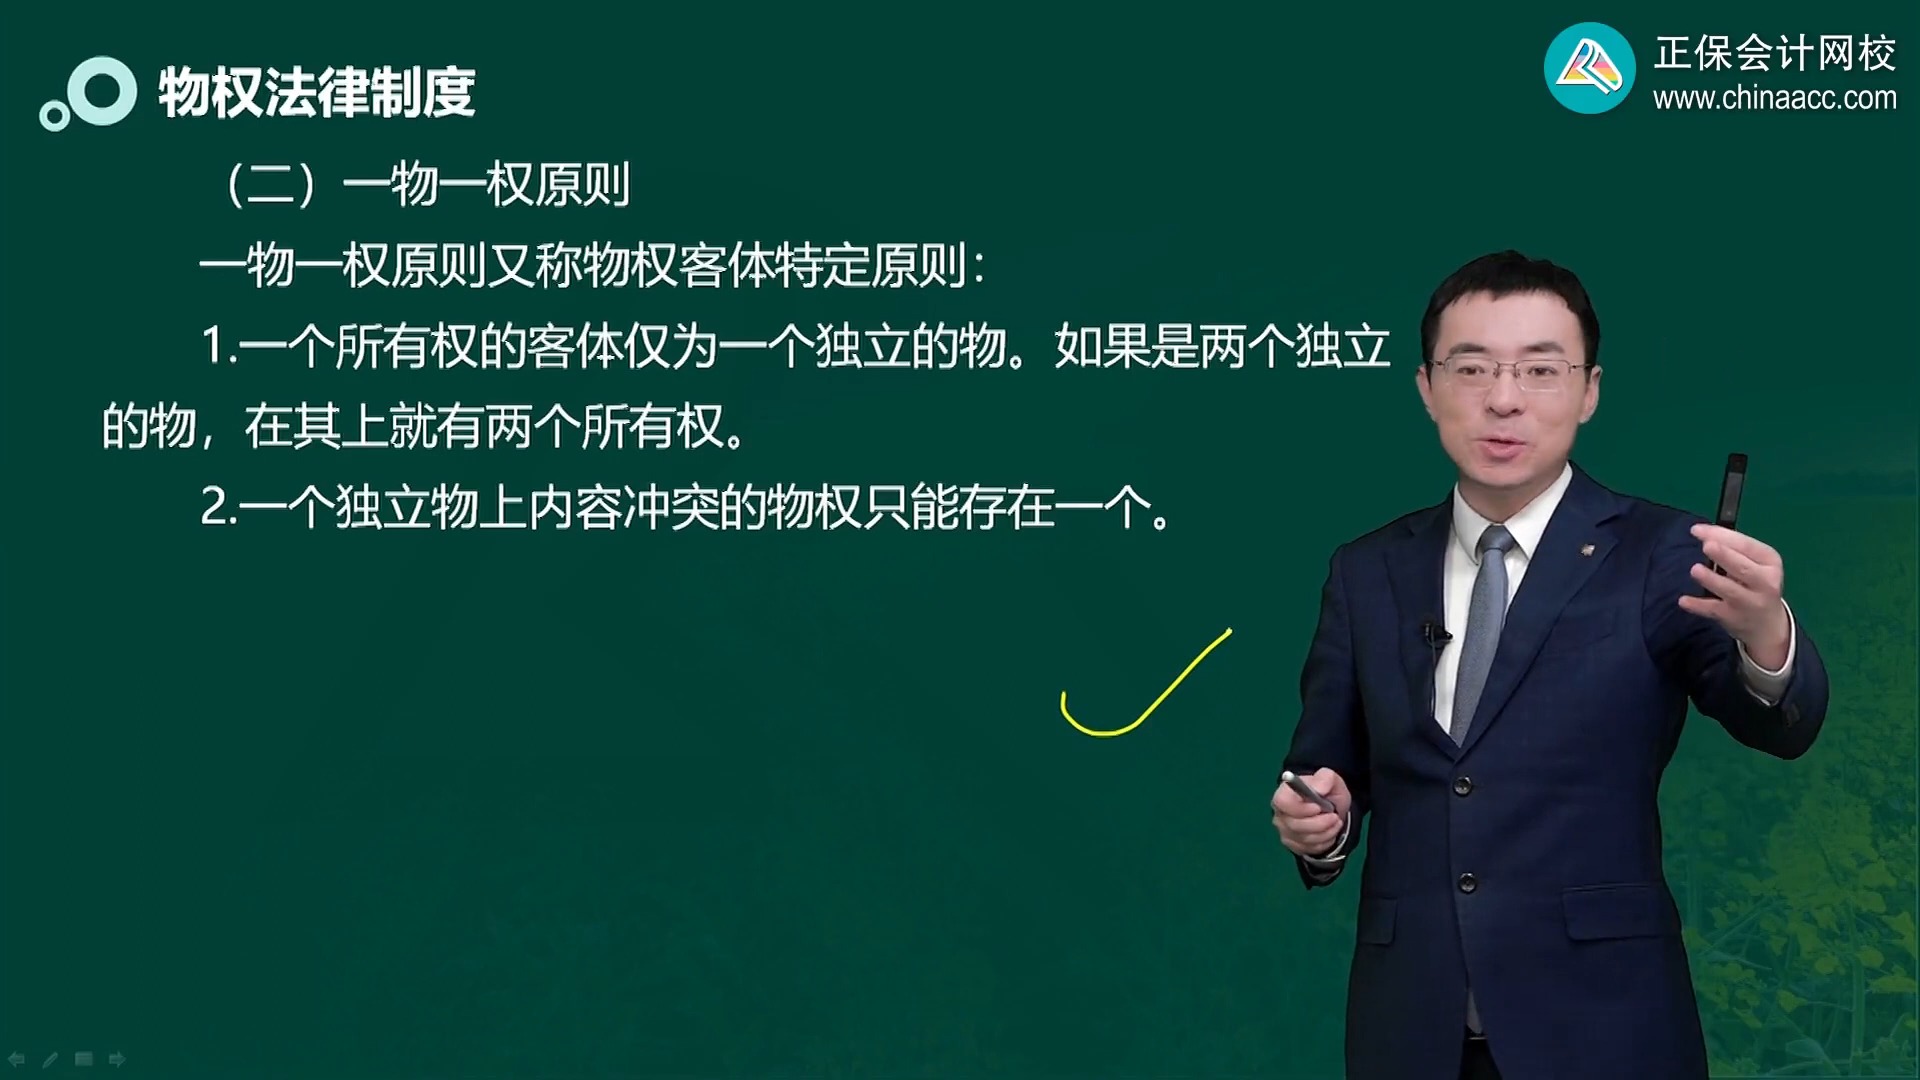 正保会计网校
www.chinaacc.com
物权法律制度
（二）一物一权原则
一物一权原则又称物权客体特定原则：
1.一个所有权的客体仅为一个独立的物。如果是两个独立
的物，在其上就有两个所有权。
2.一个独立物上内容冲突的物权只能存在一个。